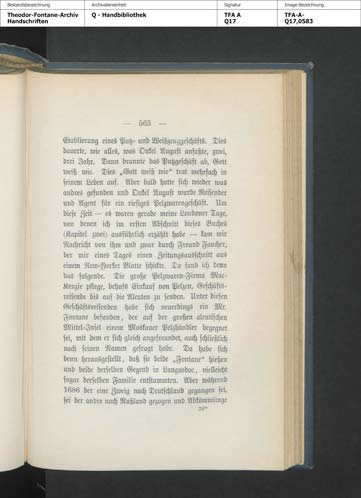 Bestandsbezeichnung
Archivalieneinheit
Signatur
Image Bezeichnung
Theodor-Fontane-Archiv
Handschriften
Q - Handbibliothek
TFA A
Q17
TFA-A-
Q17,0583
— 563 —
Etablierung eines Putz- und Weißzeuggeschäfts. Dies
dauerte, wie alles, was Onkel August anfaßte, zwei,
drei Jahr. Dann brannte das Putzgeschäft ab, Gott
weiß wie. Dies „Gott weiß wie“ trat mehrfach in
seinem Leben auf. Aber bald hatte sich wieder was
andres gefunden und Onkel August wurde Reisender
und Agent für ein riesiges Pelzwarengeschäft. Um
diese Zeit — es waren gerade meine Londoner Tage,
von denen ich im ersten Abschnitt dieses Buches
(Kapitel zwei) ausführlich erzählt habe — kam mir
Nachricht von ihm und zwar durch Freund Faucher,
der mir eines Tages einen Zeitungsausschnitt aus
einem New-Yorker Blatte schickte. Da fand ich denn
das folgende. Die große Pelzwaren-Firma Mac-
Kenzie pflege, behufs Einkauf von Pelzen, Geschäfts-
reisende bis auf die Aleuten zu senden. Unter diesen
Geschäftsreisenden habe sich neuerdings ein Mr.
Fontane befunden, der auf der großen aleutischen
Mittel-Insel einem Moskauer Pelzhändler begegnet
sei, mit dem er sich gleich angefreundet, auch schließlich
nach seinen Namen gefragt habe. Da habe sich
denn herausgestellt, daß sie beide „Fontane“ hießen
und beide derselben Gegend in Languedoc, vielleicht
sogar derselben Familie entstammten. Aber während
1686 der eine Zweig nach Deutschland gegangen sei,
sei der andre nach Rußland gezogen und Abkömmlinge
36*